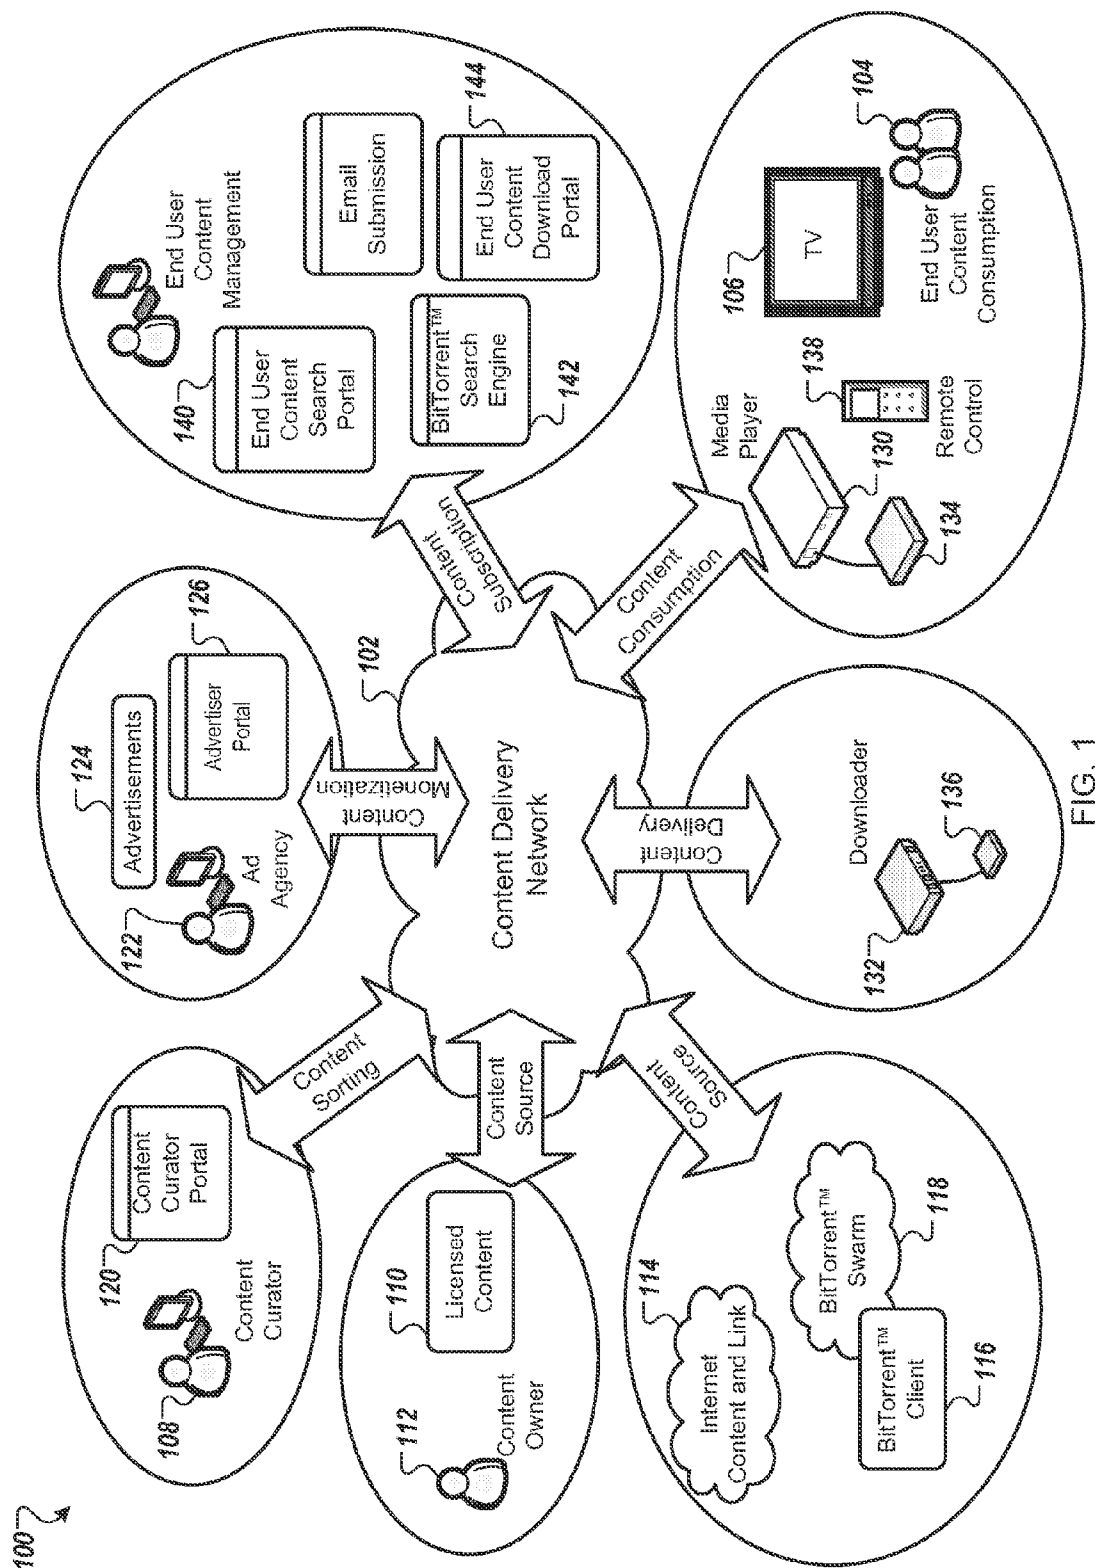 100
108
Content
Curator
120
Content
Curator
Portal
Content
Sorting
122
Ad
Agency
124
Advertisements
126
Advertiser
Portal
Content
Monetization
102
140
End User
Content
Search
Portal
End User
Content
Management
Email
Submission
BitTorrent™
Search
Engine
142
144
End User
Content
Download
Portal
Content
Subscription
112
Content
Owner
110
Licensed
Content
Content
Source
Content Delivery
Network
Content
Consumption
114
Internet
Content and Link
BitTorrent™
Swarm
118
BitTorrent™
Client
116
Content
Source
Content
Delivery
132
Downloader
136
Media
Player
130
134
138
Remote
Control
106
TV
104
End User
Content
Consumption
FIG. 1